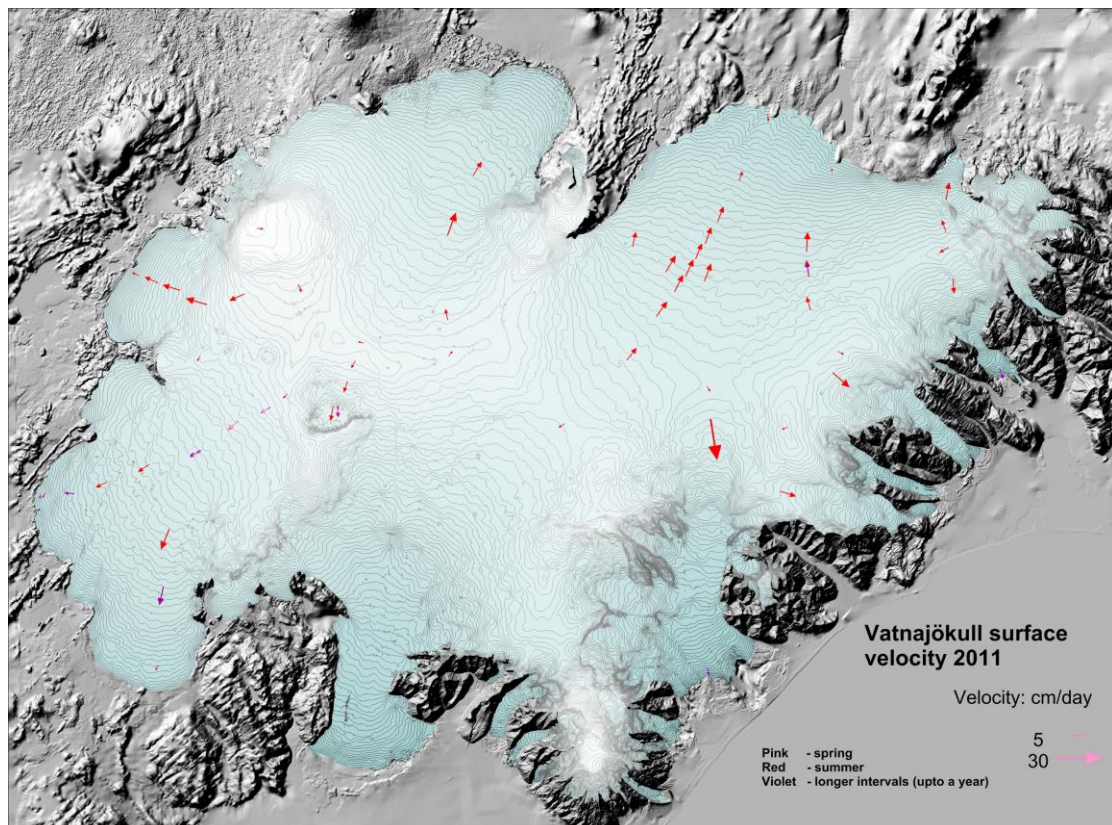 Vatnajökull surface
velocity 2011
Velocity: cm/day
5
30
Pink - spring
Red - summer
Violet - longer intervals (upto a year)